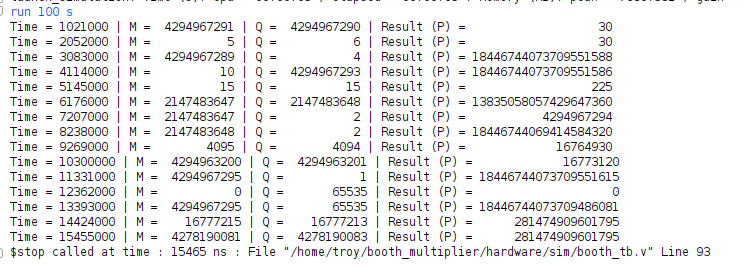 run 100 s
Time = 1021000 | M = 4294967291 | Q = 4294967290 | Result (P) = 30
Time = 2052000 | M = 5 | Q = 6 | Result (P) = 30
Time = 3083000 | M = 4294967289 | Q = 4 | Result (P) = 18446744073709551588
Time = 4114000 | M = 10 | Q = 4294967293 | Result (P) = 18446744073709551586
Time = 5145000 | M = 15 | Q = 15 | Result (P) = 225
Time = 6176000 | M = 2147483647 | Q = 2147483648 | Result (P) = 13835058057429647360
Time = 7207000 | M = 2147483647 | Q = 2 | Result (P) = 4294967294
Time = 8238000 | M = 2147483648 | Q = 2 | Result (P) = 18446744069414584320
Time = 9269000 | M = 4095 | Q = 4094 | Result (P) = 16764930
Time = 10300000 | M = 4294963200 | Q = 4294963201 | Result (P) = 16773120
Time = 11331000 | M = 4294967295 | Q = 1 | Result (P) = 18446744073709551615
Time = 12362000 | M = 0 | Q = 65535 | Result (P) = 0
Time = 13393000 | M = 4294967295 | Q = 65535 | Result (P) = 18446744073709486081
Time = 14424000 | M = 16777215 | Q = 16777213 | Result (P) = 281474909601795
Time = 15455000 | M = 4278190081 | Q = 4278190083 | Result (P) = 281474909601795
$stop called at time : 15465 ns : File "/home/troy/booth_multiplier/hardware/sim/booth_tb.v" Line 93